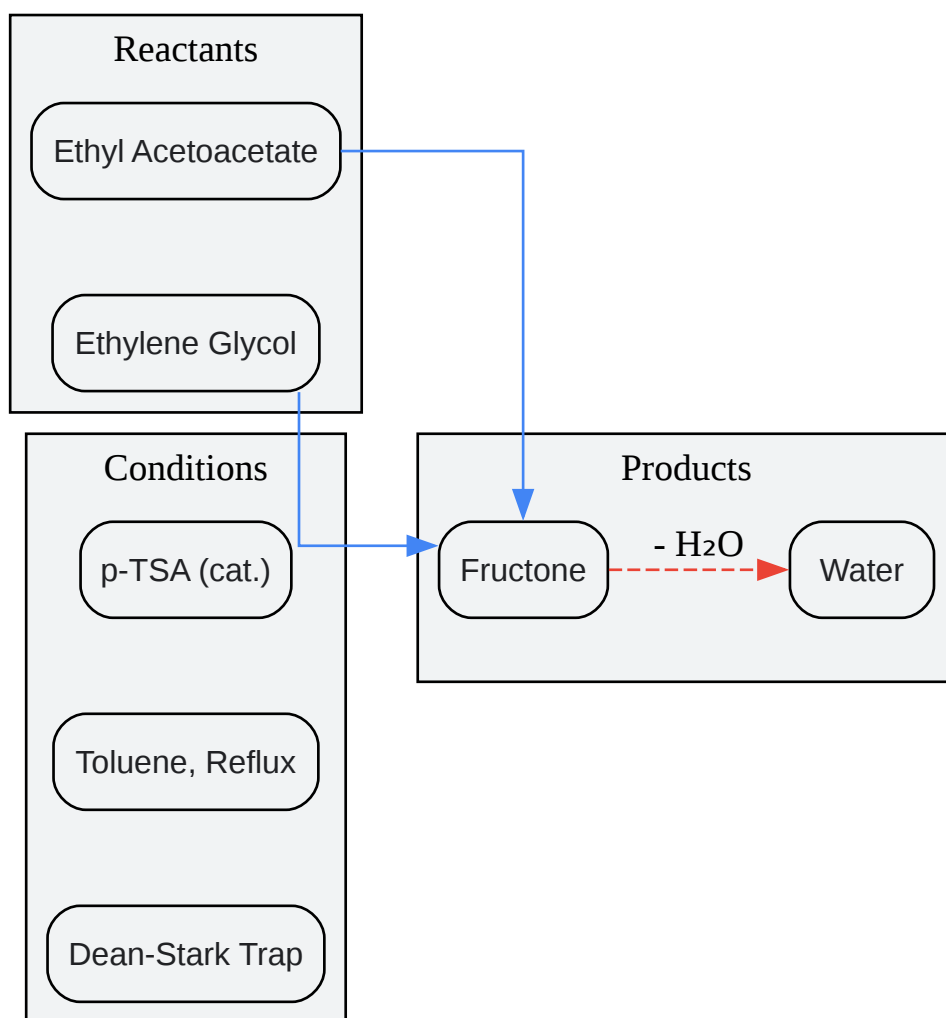 Reactants
Ethyl Acetoacetate
Ethylene Glycol
Conditions
p-TSA (cat.)
Toluene, Reflux
Dean-Stark Trap
Products
Fructone
- H₂O
Water